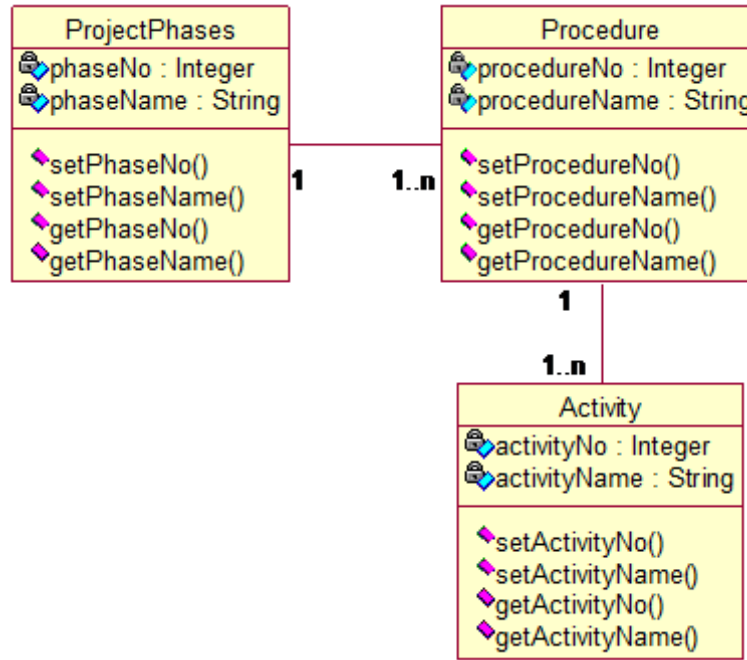 ProjectPhases
phaseNo : Integer
phaseName : String
setPhaseNo()
setPhaseName()
getPhaseNo()
getPhaseName()
1
1..n
Procedure
procedureNo : Integer
procedureName : String
setProcedureNo()
setProcedureName()
getProcedureNo()
getProcedureName()
1
1..n
Activity
activityNo : Integer
activityName : String
setActivityNo()
setActivityName()
getActivityNo()
getActivityName()